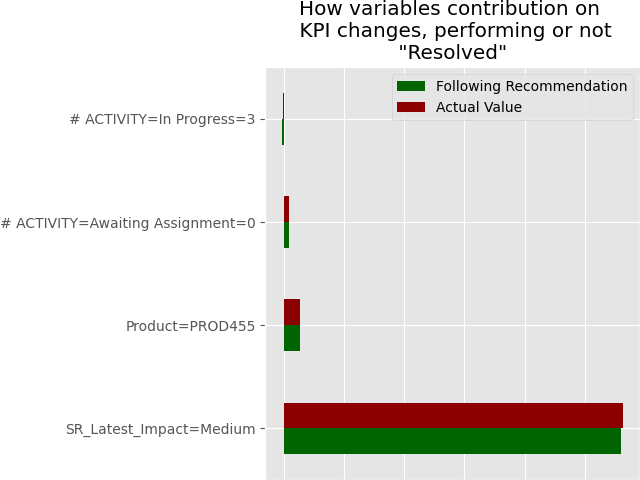 How variables contribution on
KPI changes, performing or not
"Resolved"
Following Recommendation
Actual Value
# ACTIVITY=In Progress=3
# ACTIVITY=Awaiting Assignment=0
Product=PROD455
SR_Latest_Impact=Medium